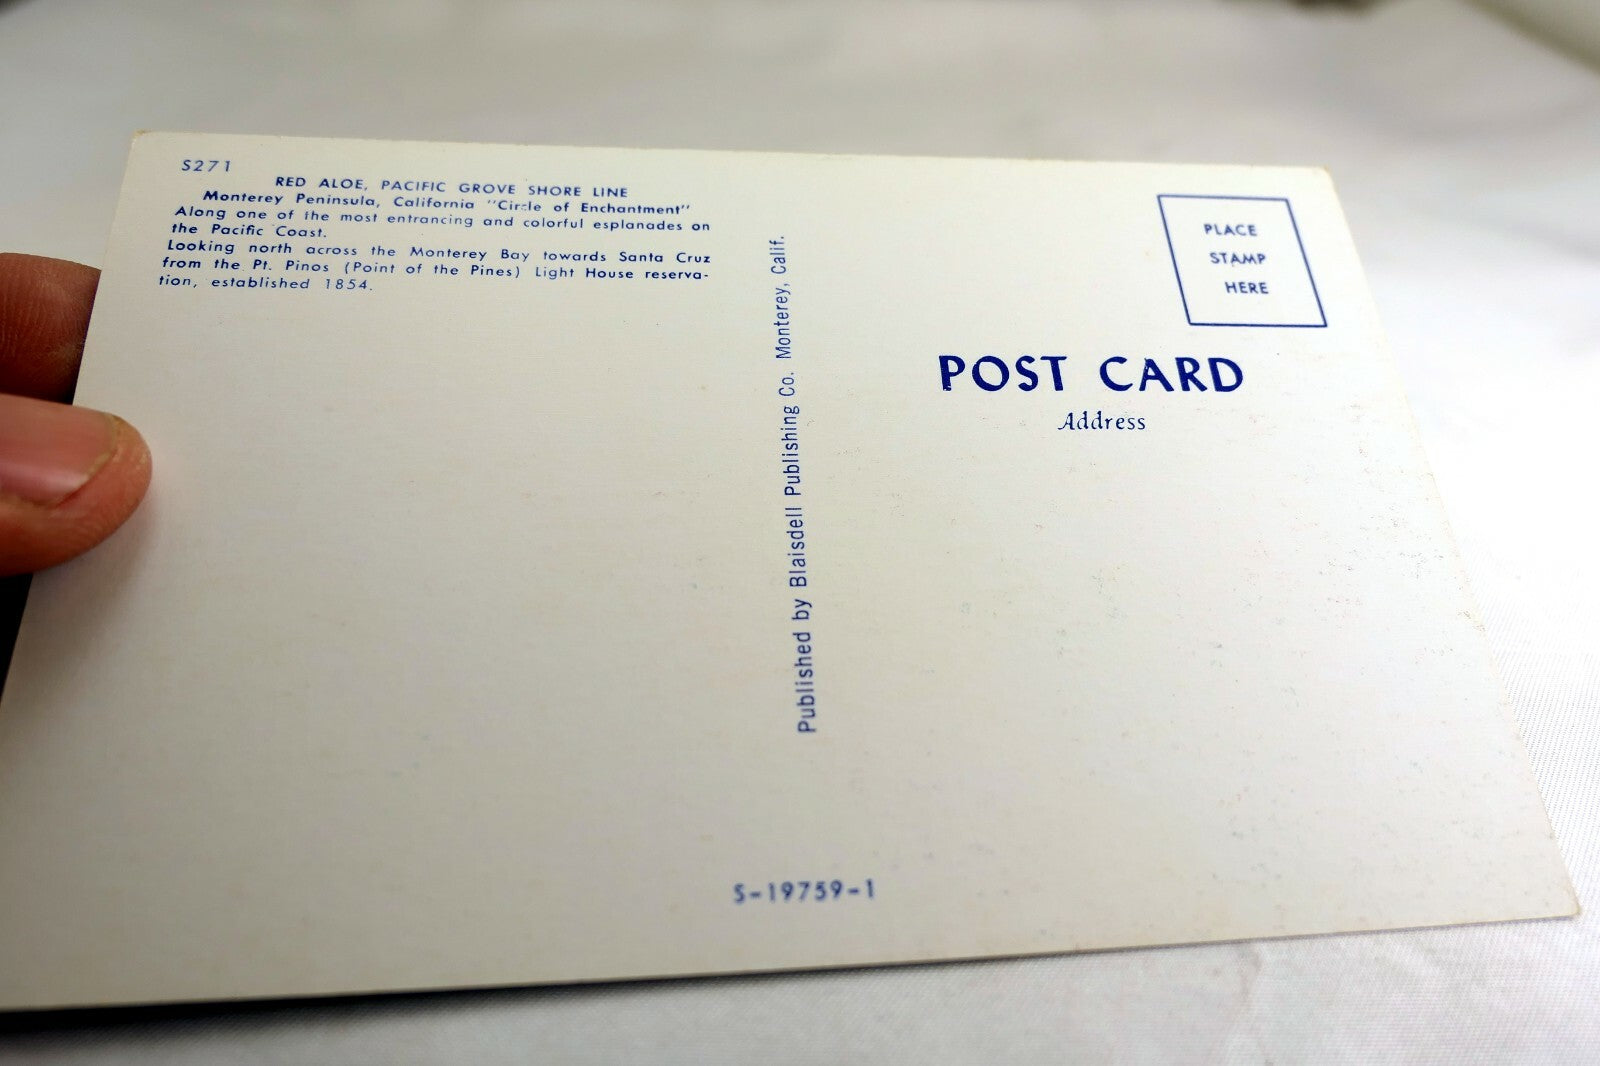 S271
RED ALOE, PACIFIC GROVE SHORE LINE
Monterey Peninsula, California "Circle of Enchantment"
Along one of the most entrancing and colorful esplanades on
the Pacific Coast.
Looking north across the Monterey Bay towards Santa Cruz
from the Pt. Pinos (Point of the Pines) Light House reserva-
tion, established 1854.
Published by Blaisdell Publishing Co. Monterey, Calif.
PLACE
STAMP
HERE
POST CARD
Address
S-19759-1